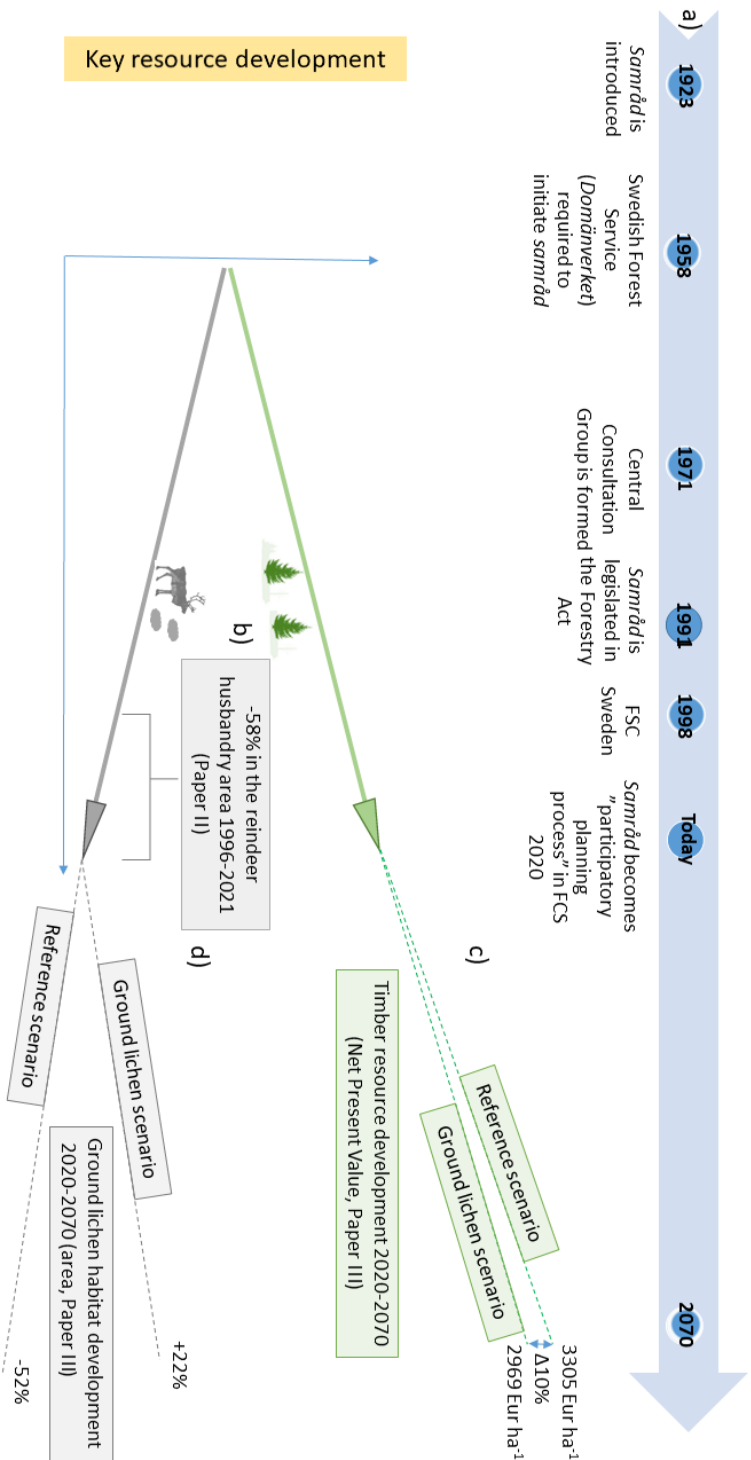 a)
1923
Samråd is
introduced
1958
Swedish Forest
Service
(Domänverket)
required to
initiate samråd
1971
Central
Consultation
Group is formed
1991
Samråd is
legislated in
the Forestry
Act
1998
FSC
Sweden
Today
Samråd becomes
"participatory
planning
process" in FCS
2020
2070
Key resource development
b)
-58% in the reindeer
husbandry area 1996-2021
(Paper II)
c)
Reference scenario
Ground lichen scenario
3305 Eur ha⁻¹
Δ10%
2969 Eur ha⁻¹
Timber resource development 2020-2070
(Net Present Value, Paper III)
d)
Ground lichen scenario
Reference scenario
+22%
-52%
Ground lichen habitat development
2020-2070 (area, Paper III)